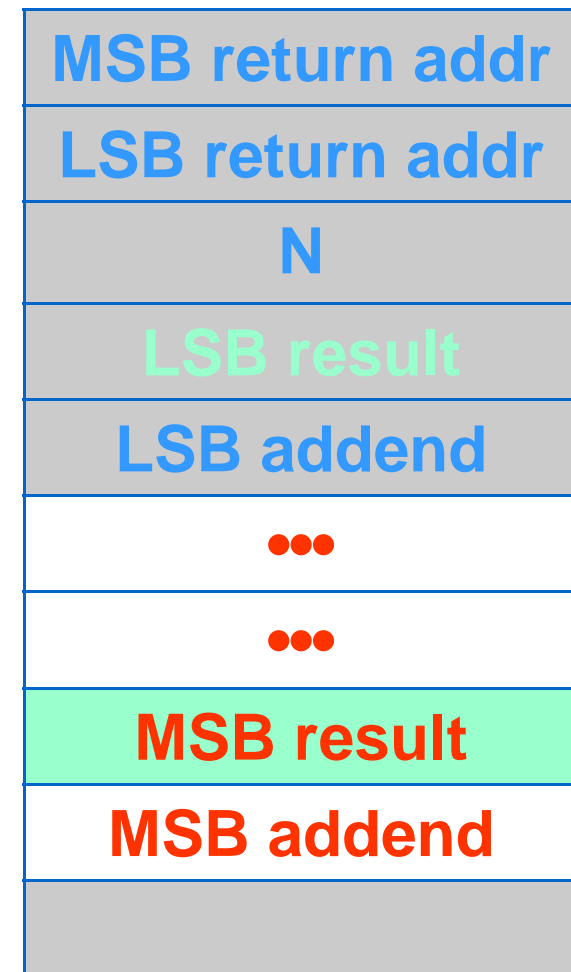 MSB return addr
LSB return addr
N
LSB result
LSB addend
•••
•••
MSB result
MSB addend